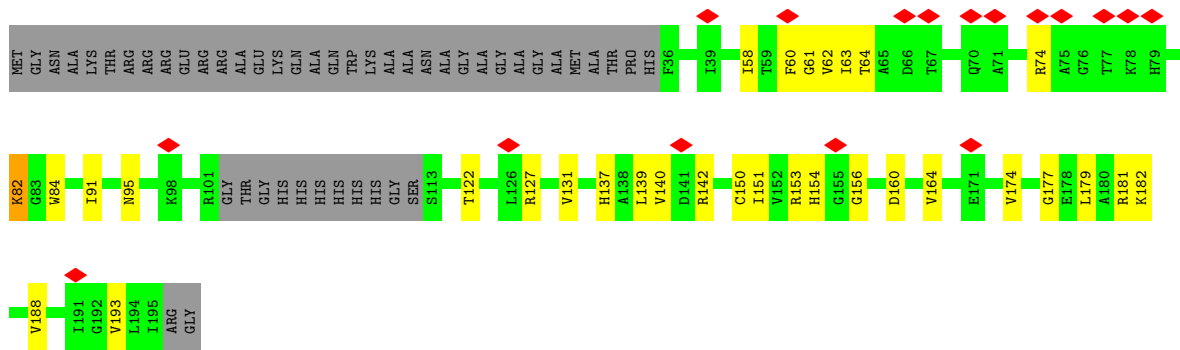 MET GLY ASN ALA LYS THR ARG ARG ARG GLU ARG ARG ALA GLU LYS GLN ALA GLN TRP LYS ALA ALA ASN ALA GLY ALA GLY ALA GLY ALA MET ALA THR PRO HIS F36 I39 I58 T59 F60 G61 V62 I63 T64 A65 D66 T67 Q70 A71 R74 A75 G76 T77 K78 H79
K82 G83 W84 I91 N95 K98 R101 GLY THR GLY HIS HIS HIS HIS HIS HIS GLY SER S113 T122 L126 R127 V131 H137 A138 L139 V140 D141 R142 C150 I151 V152 R153 H154 G155 G156 D160 V164 E171 V174 G177 E178 L179 A180 R181 K182
V188 I191 G192 V193 L194 I195 ARG GLY